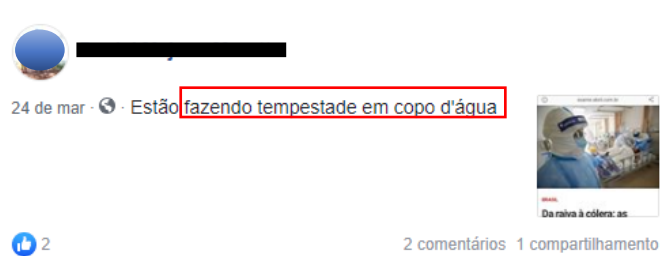 24 de mar · Estão fazendo tempestade em copo d'água
BRASIL
Da raiva à cólera: as
2
2 comentários 1 compartilhamento